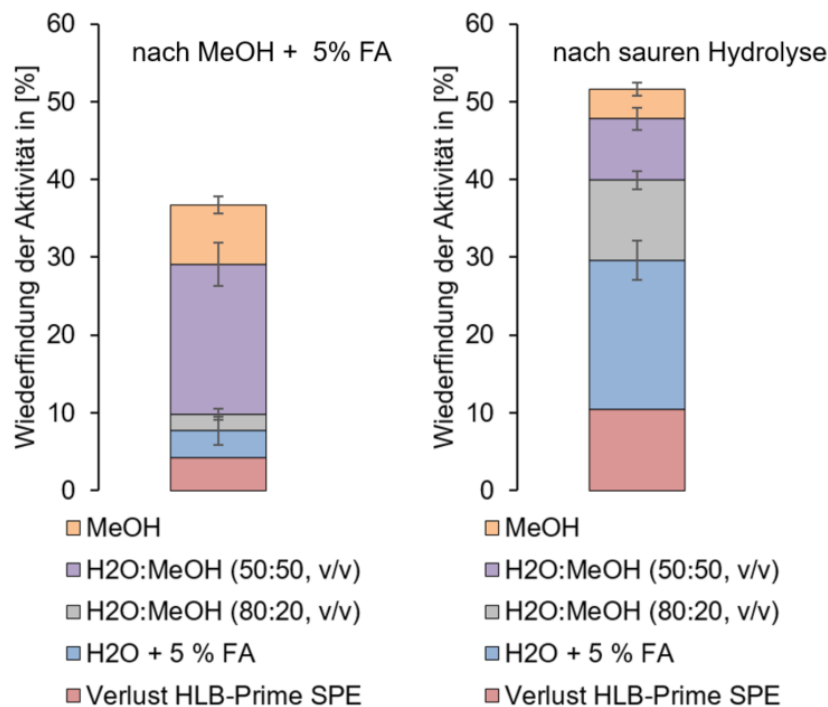 nach MeOH + 5% FA
Wiederfindung der Aktivität in [%]
60
50
40
30
20
10
0
MeOH
H2O:MeOH (50:50, v/v)
H2O:MeOH (80:20, v/v)
H2O + 5 % FA
Verlust HLB-Prime SPE
nach sauren Hydrolyse
Wiederfindung der Aktivität in [%]
60
50
40
30
20
10
0
MeOH
H2O:MeOH (50:50, v/v)
H2O:MeOH (80:20, v/v)
H2O + 5 % FA
Verlust HLB-Prime SPE